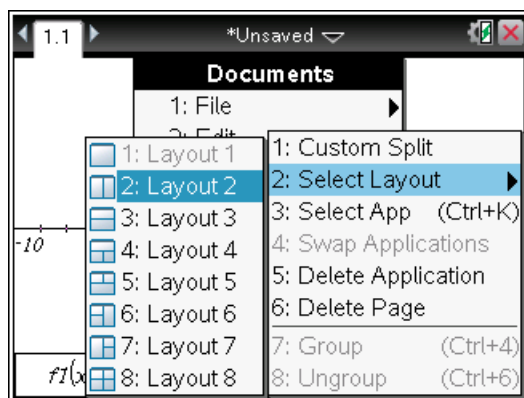 1.1 *Unsaved
Documents
1: File
2: Edit
1: Layout 1
2: Layout 2
3: Layout 3
4: Layout 4
5: Layout 5
6: Layout 6
7: Layout 7
8: Layout 8
1: Custom Split
2: Select Layout
3: Select App (Ctrl+K)
4: Swap Applications
5: Delete Application
6: Delete Page
7: Group (Ctrl+4)
8: Ungroup (Ctrl+6)
-10
f1(x